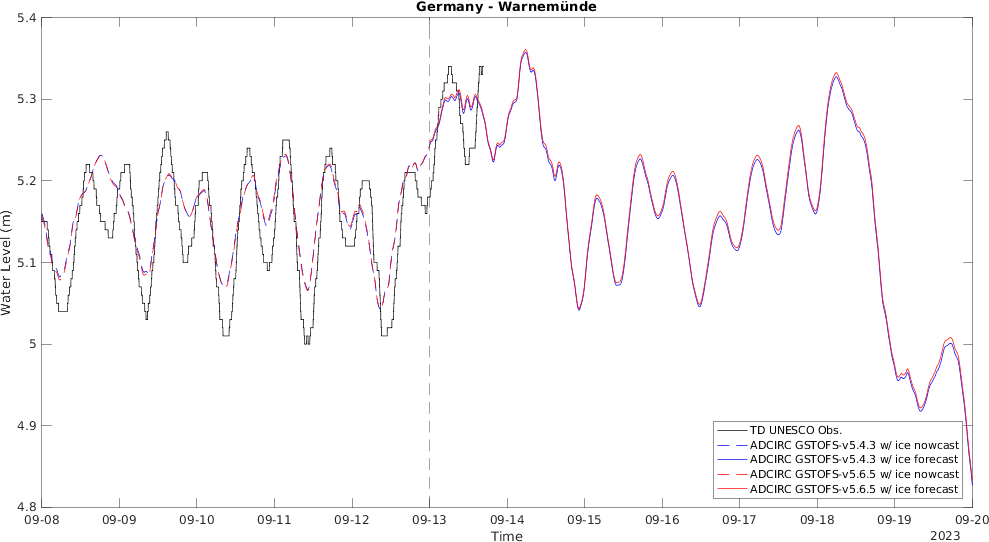 Germany - Warnemünde
5.4
5.3
5.2
5.1
5
4.9
4.8
Water Level (m)
TD UNESCO Obs.
ADCIRC GSTOFS-v5.4.3 w/ ice nowcast
ADCIRC GSTOFS-v5.4.3 w/ ice forecast
ADCIRC GSTOFS-v5.6.5 w/ ice nowcast
ADCIRC GSTOFS-v5.6.5 w/ ice forecast
09-08 09-09 09-10 09-11 09-12 09-13 09-14 09-15 09-16 09-17 09-18 09-19 09-20
Time
2023